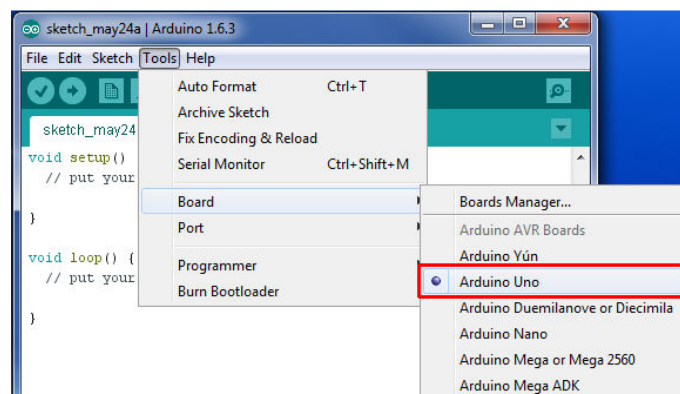 sketch_may24a | Arduino 1.6.3
File Edit Sketch Tools Help
Auto Format Ctrl+T
Archive Sketch
Fix Encoding & Reload
Serial Monitor Ctrl+Shift+M
Board
Port
Programmer
Burn Bootloader
sketch_may24
void setup()
// put your
}
void loop() {
// put your
}
Boards Manager...
Arduino AVR Boards
Arduino Yún
Arduino Uno
Arduino Duemilanove or Diecimila
Arduino Nano
Arduino Mega or Mega 2560
Arduino Mega ADK